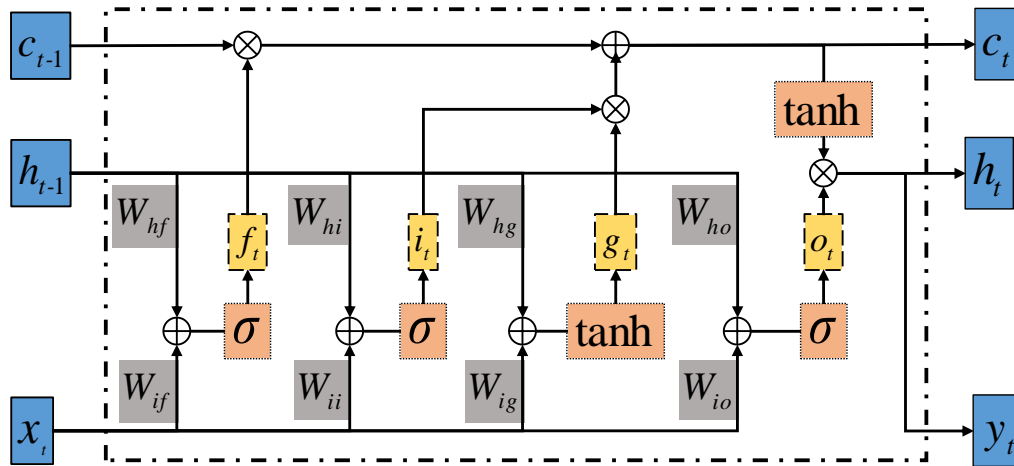 c_{t-1}
c_t
tanh
h_{t-1}
h_t
W_{hf}
W_{hi}
W_{hg}
W_{ho}
f_t
i_t
g_t
o_t
σ
σ
tanh
σ
W_{if}
W_{ii}
W_{ig}
W_{io}
x_t
y_t